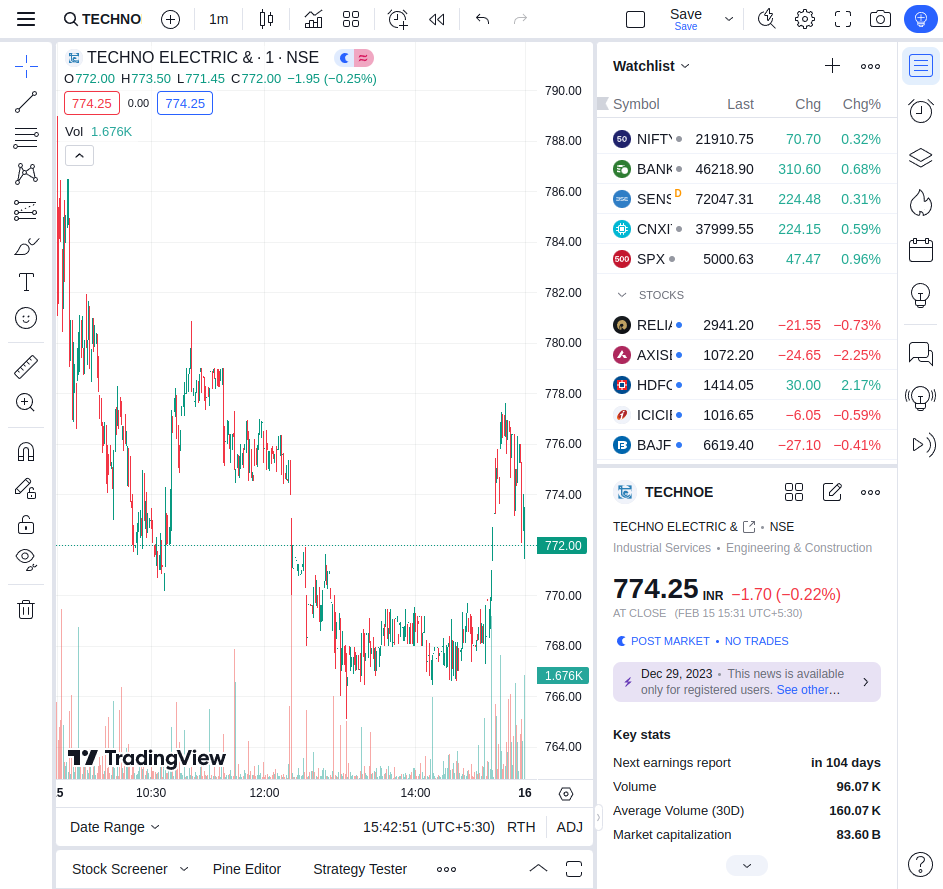 TECHNO
1m
Save
Save
TECHNO ELECTRIC & · 1 · NSE
O772.00 H773.50 L771.45 C772.00 −1.95 (−0.25%)
774.25 0.00 774.25
Vol 1.676K
790.00
788.00
786.00
784.00
782.00
780.00
778.00
776.00
774.00
772.00
770.00
768.00
1.676K
766.00
764.00
TradingView
5 10:30 12:00 14:00 16
Date Range 15:42:51 (UTC+5:30) RTH ADJ
Stock Screener Pine Editor Strategy Tester
Watchlist
Symbol Last Chg Chg%
50 NIFTY 21910.75 70.70 0.32%
BANK 46218.90 310.60 0.68%
SENS D 72047.31 224.48 0.31%
CNXIT 37999.55 224.15 0.59%
500 SPX 5000.63 47.47 0.96%
STOCKS
RELIA 2941.20 −21.55 −0.73%
AXISB 1072.20 −24.65 −2.25%
HDFC 1414.05 30.00 2.17%
ICICIB 1016.65 −6.05 −0.59%
BAJF 6619.40 −27.10 −0.41%
TECHNOE
TECHNO ELECTRIC & • NSE
Industrial Services • Engineering & Construction
774.25 INR −1.70 (−0.22%)
AT CLOSE (FEB 15 15:31 UTC+5:30)
POST MARKET • NO TRADES
Dec 29, 2023 • This news is available
only for registered users. See other…
Key stats
Next earnings report in 104 days
Volume 96.07 K
Average Volume (30D) 160.07 K
Market capitalization 83.60 B